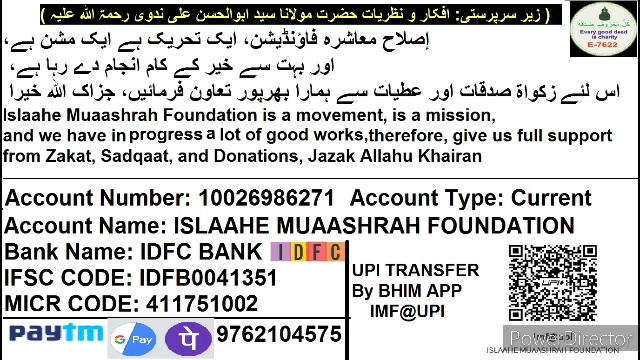 ( زیر سرپرستی: افکار و نظریات حضرت مولانا سید ابوالحسن علی ندوی رحمۃ اللہ علیہ )
كل معروف صدقة
Every good deed
is charity
E-7622
إصلاح معاشرہ فاؤنڈیشن، ایک تحریک ہے ایک مشن ہے،
اور بہت سے خیر کے کام انجام دے رہا ہے،
اس لئے زکواۃ صدقات اور عطیات سے ہمارا بھرپور تعاون فرمائیں، جزاک اللہ خیرا
Islaahe Muaashrah Foundation is a movement, is a mission,
and we have in progress a lot of good works,therefore, give us full support
from Zakat, Sadqaat, and Donations, Jazak Allahu Khairan
Account Number: 10026986271 Account Type: Current
Account Name: ISLAAHE MUAASHRAH FOUNDATION
Bank Name: IDFC BANK IDFC
IFSC CODE: IDFB0041351
MICR CODE: 411751002
UPI TRANSFER
By BHIM APP
IMF@UPI
paytm G Pay पे 9762104575
PowerDirector
ISLAAHE MUAASHRAH FOUNDATION